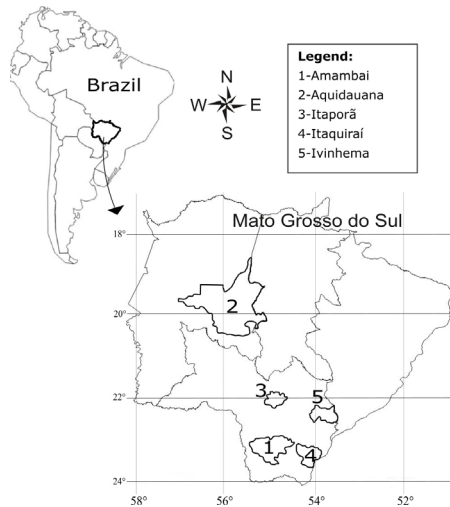 Brazil
N
W E
S
Legend:
1-Amambai
2-Aquidauana
3-Itaporã
4-Itaquiraí
5-Ivinhema
Mato Grosso do Sul
18°
2
20°
3
5
22°
1
4
24°
58° 56° 54° 52°